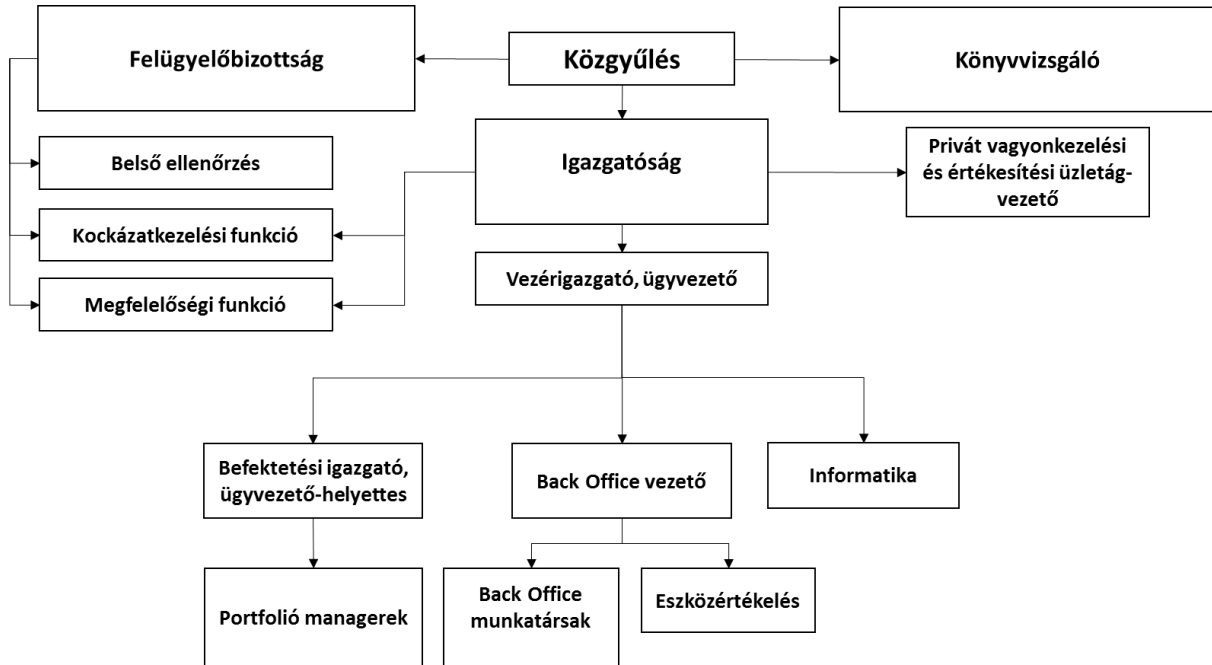 Felügyelőbizottság
Közgyűlés
Könyvvizsgáló
Belső ellenőrzés
Igazgatóság
Privát vagyonkezelési
és értékesítési üzletág-
vezető
Kockázatkezelési funkció
Megfelelőségi funkció
Vezérigazgató, ügyvezető
Befektetési igazgató,
ügyvezető-helyettes
Back Office vezető
Informatika
Portfolió managerek
Back Office
munkatársak
Eszközértékelés